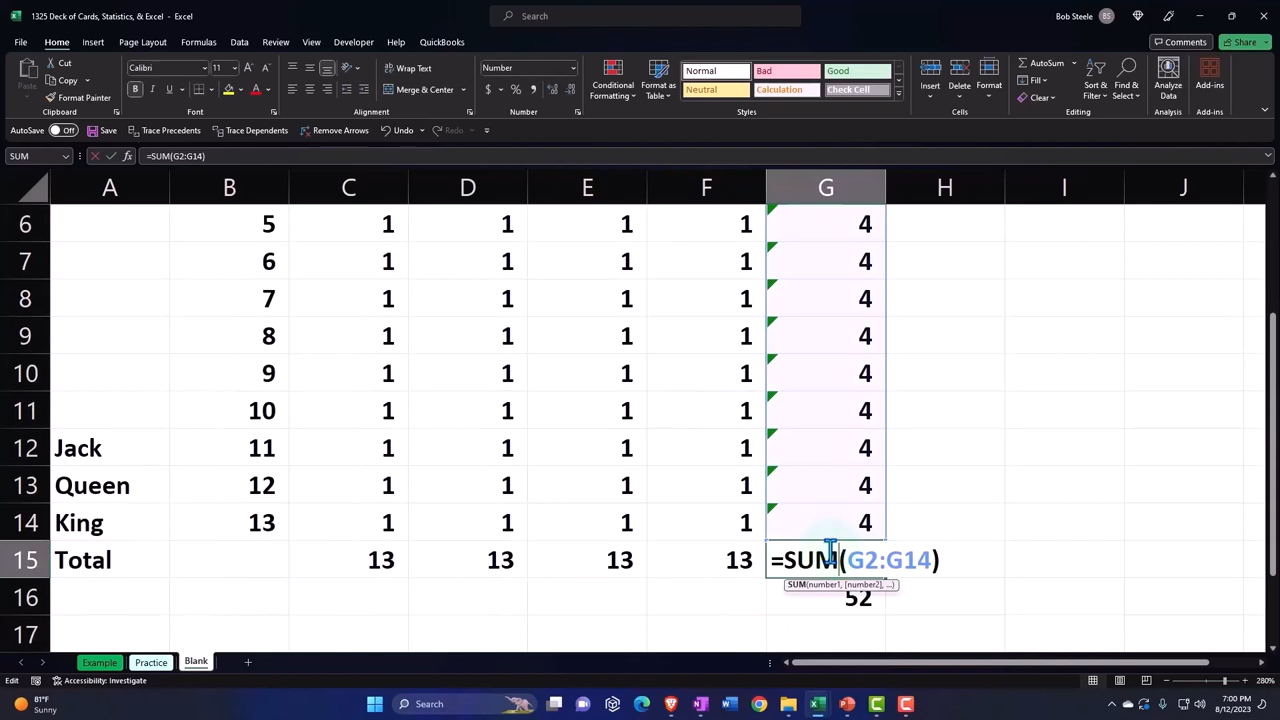 1325 Deck of Cards, Statistics, & Excel - Excel
Search
Bob Steele BS
File Home Insert Page Layout Formulas Data Review View Developer Automate Help QuickBooks
Comments Share
Cut
Copy
Paste
Format Painter
Clipboard
Calibri 11
B I U
Font
Wrap Text
Merge & Center
Alignment
Number
$ % 9
Number
Conditional Formatting
Format as Table
Normal Bad Good
Neutral Calculation Check Cell
Styles
Insert Delete Format
Cells
AutoSum
Fill
Clear
Sort & Filter
Find & Select
Editing
Analyze Data
Analysis
Add-ins
Add-ins
AutoSave Off Save Trace Precedents Trace Dependents Remove Arrows Undo
SUM fx =SUM(G2:G14)
A B C D E F G H I J
6 5 1 1 1 1 4
7 6 1 1 1 1 4
8 7 1 1 1 1 4
9 8 1 1 1 1 4
10 9 1 1 1 1 4
11 10 1 1 1 1 4
12 Jack 11 1 1 1 1 4
13 Queen 12 1 1 1 1 4
14 King 13 1 1 1 1 4
15 Total 13 13 13 13 =SUM(G2:G14)
SUM(number1, [number2], ...)
16 52
17
Example Practice Blank
Edit Accessibility: Investigate 280%
81°F
Sunny
Search
7:00 PM
8/12/2023